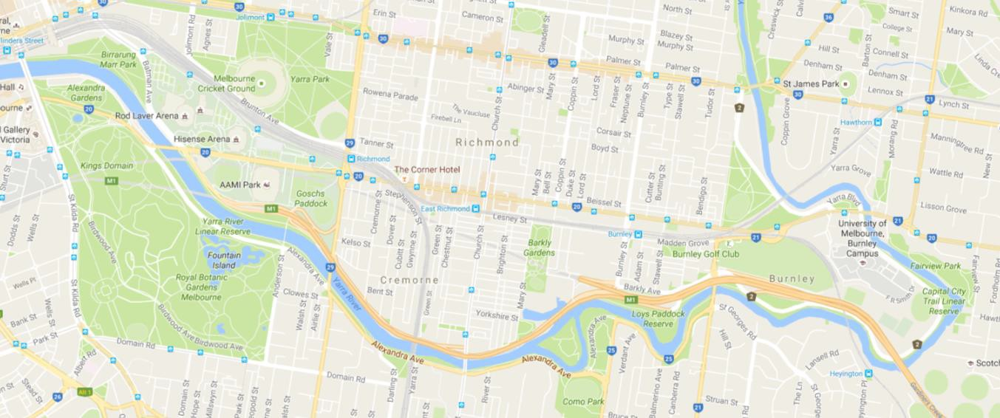 30
30
36
Jolimont
Jolimont Rd
Agnes St
Vale St
Erin St
30
Cameron St
Gleadell St
North St
Murphy St
Blazey St
Murphy St
Creswick St
Smart St
College St
Kinkora Rd
Mary St
Hill St
Barton St
Connell St
Flinders Street
Birrarung
Marr Park
Batman Ave
Melbourne
Cricket Ground
Yarra Park
30
Palmer St
Palmer St
30
Denham St
Denham St
Linda Cres
Hall
Alexandra
Gardens
20
Rod Laver Arena
Brunton Ave
Rowena Parade
The Vaucluse
Firebell Ln
Church St
Abinger St
Mary St
Coppin St
Lord St
Fraser St
Neptune St
Burnley St
Type St
Stawell St
Tudor St
St James Park
30
Lennox St
21
Lynch St
2
Coppin Grove
Hawthorn
Gallery
Victoria
Hisense Arena
20
29
Tanner St
Richmond
Richmond
Corsair St
Boyd St
Yarra St
Morang Rd
Manningtree Rd
New St
Kings Domain
M1
AAMI Park
20
The Corner Hotel
Mary St
Bell St
Coppin St
Duke St
Lord St
Cutter St
Bunting St
Bendigo St
Yarra Grove
Wattle Rd
Sturt St
St Kilda Rd
Goschs
Paddock
M1
Cremorne St
Stephenson St
East Richmond
Lesney St
20
Beissel St
Yarra Blvd
Lisson Grove
Dodds St
Wells St
Birdwood Ave
Yarra River
Linear Reserve
Kelso St
Dover St
Cubitt St
Gwynne St
Green St
Chestnut St
Church St
Brighton St
Barkly
Gardens
Burnley
Madden Grove
Burnley Golf Club
21
University of
Melbourne,
Burnley
Campus
21
20
Fountain
Island
Alexandra Ave
29
Yarra River
Burnley St
Adam St
Stawell St
Fairview Park
Fairview St
Fordholm Rd
Wells Pl
St Kilda Rd
Royal Botanic
Gardens
Melbourne
Anderson St
Clowes St
Walsh St
Airlie St
Cremorne
Bent St
Green St
Mary St
Barkly Ave
M1
Burnley
2
F R Smith Dr
Capital City
Trail Linear
Reserve
Wells St
Bank St
Park St
Birdwood Ave
Birdwood Ave
Yorkshire St
Loys Paddock
Reserve
St Georges Rd
Hill St
2
Domain Rd
Alexandra Ave
Alexandra Ave
Alexandra Ave
25
25
Verdant Ave
Lansell Rd
Albert Rd
Domain Rd
Heyington
Stead St
26
Alt 1
Domain St
Hope St
Millswyn St
Park St
Darling St
Yarra St
River St
Como Park
Balmerino Ave
Canberra Rd
21
Struan St
The Ln